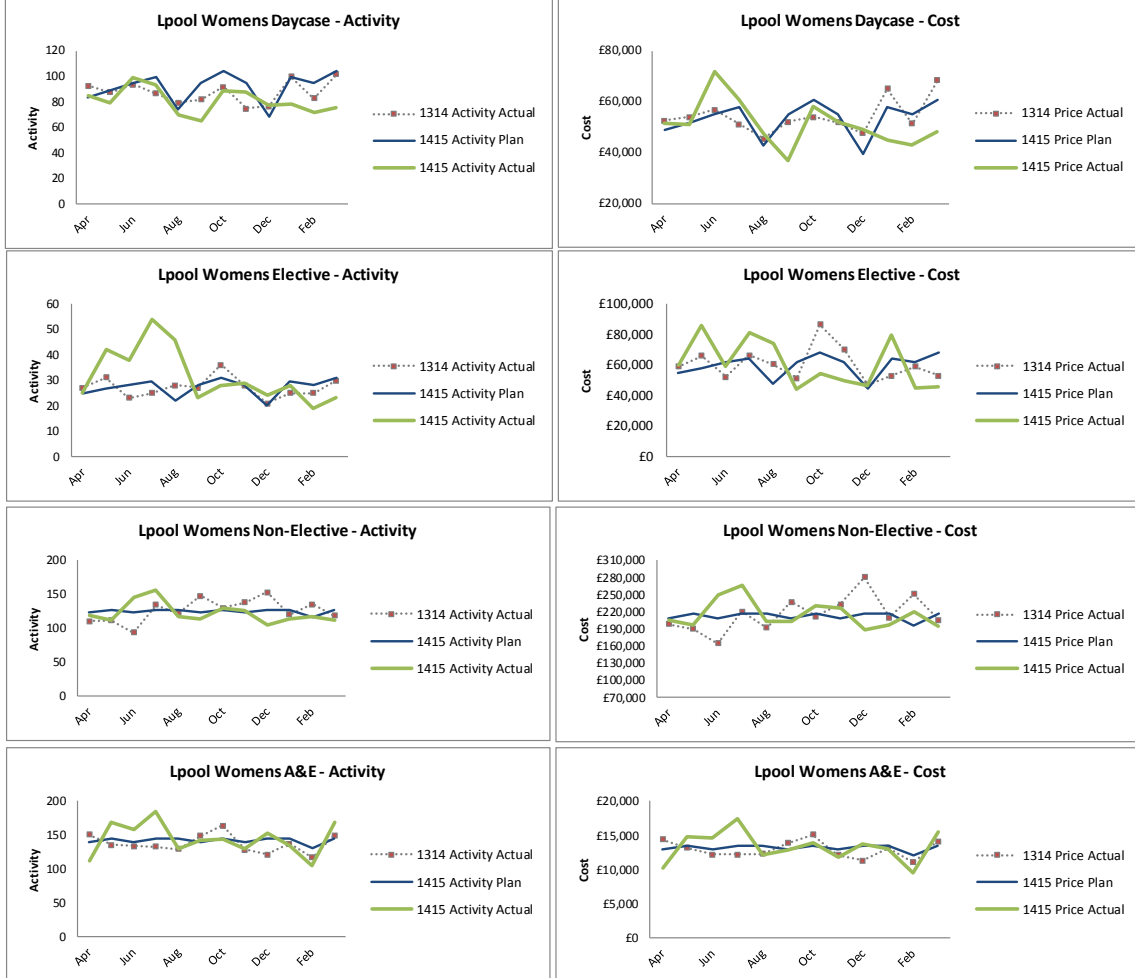 Lpool Womens Daycase - Activity
120
100
80
60
40
20
0
Activity
Apr
Jun
Aug
Oct
Dec
Feb
1314 Activity Actual
1415 Activity Plan
1415 Activity Actual
Lpool Womens Daycase - Cost
£80,000
£60,000
£40,000
£20,000
Cost
Apr
Jun
Aug
Oct
Dec
Feb
1314 Price Actual
1415 Price Plan
1415 Price Actual
Lpool Womens Elective - Activity
60
50
40
30
20
10
0
Activity
Apr
Jun
Aug
Oct
Dec
Feb
1314 Activity Actual
1415 Activity Plan
1415 Activity Actual
Lpool Womens Elective - Cost
£100,000
£80,000
£60,000
£40,000
£20,000
£0
Cost
Apr
Jun
Aug
Oct
Dec
Feb
1314 Price Actual
1415 Price Plan
1415 Price Actual
Lpool Womens Non-Elective - Activity
200
150
100
50
0
Activity
Apr
Jun
Aug
Oct
Dec
Feb
1314 Activity Actual
1415 Activity Plan
1415 Activity Actual
Lpool Womens Non-Elective - Cost
£310,000
£280,000
£250,000
£220,000
£190,000
£160,000
£130,000
£100,000
£70,000
Cost
Apr
Jun
Aug
Oct
Dec
Feb
1314 Price Actual
1415 Price Plan
1415 Price Actual
Lpool Womens A&E - Activity
200
150
100
50
0
Activity
Apr
Jun
Aug
Oct
Dec
Feb
1314 Activity Actual
1415 Activity Plan
1415 Activity Actual
Lpool Womens A&E - Cost
£20,000
£15,000
£10,000
£5,000
£0
Cost
Apr
Jun
Aug
Oct
Dec
Feb
1314 Price Actual
1415 Price Plan
1415 Price Actual